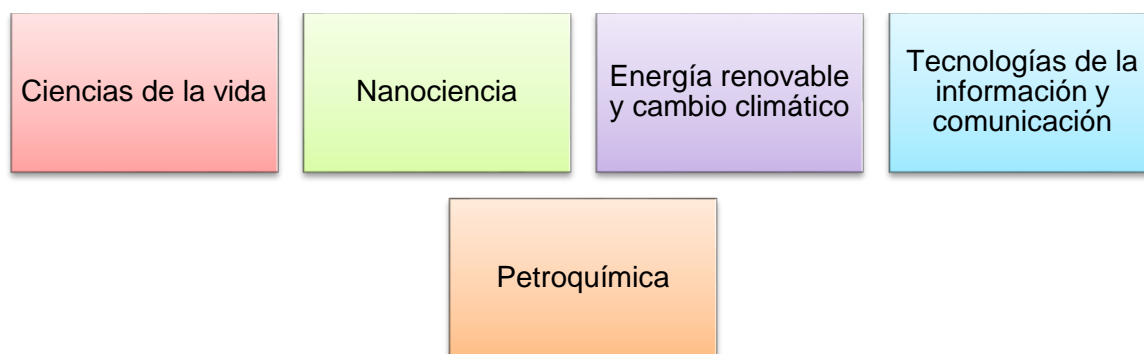 Ciencias de la vida
Nanociencia
Energía renovable
y cambio climático
Tecnologías de la
información y
comunicación
Petroquímica